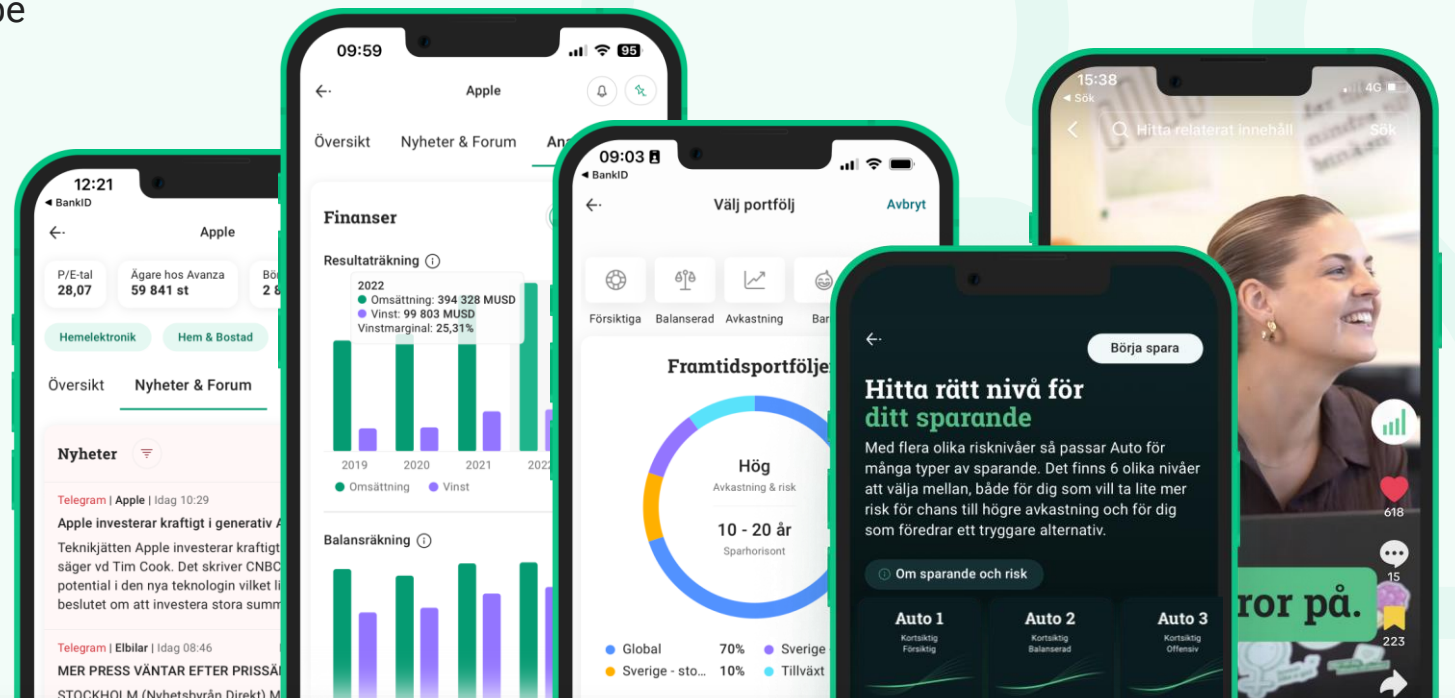 12:21
◄ BankID
Apple
P/E-tal
28,07
Ägare hos Avanza
59 841 st
Hemelektronik
Hem & Bostad
Översikt
Nyheter & Forum
Nyheter
Telegram | Apple | Idag 10:29
Apple investerar kraftigt i generativ
Teknikjätten Apple investerar kraftigt
säger vd Tim Cook. Det skriver CNBC
potential i den nya teknologin vilket
beslutet om att investera stora
Telegram | Elbilar | Idag 08:46
MER PRESS VÄNTAR EFTER
STOCKHOLM (Nyhetsbyrån Direkt)
09:59
95
Apple
Översikt
Nyheter & Forum
Finanser
Resultaträkning
2022
Omsättning: 394 328 MUSD
Vinst: 99 803 MUSD
Vinstmarginal: 25,31%
2019
2020
2021
2022
Omsättning
Vinst
Balansräkning
09:03
◄ BankID
Välj portfölj
Avbryt
Försiktiga
Balanserad
Avkastning
Framtidsportföljen
Hög
Avkastning & risk
10 - 20 år
Sparhorisont
Global
70%
Sverige
Sverige - sto...
10%
Tillväxt
Börja spara
Hitta rätt nivå för
ditt sparande
Med flera olika risknivåer så passar Auto för
många typer av sparande. Det finns 6 olika nivåer
att välja mellan, både för dig som vill ta lite mer
risk för chans till högre avkastning och för dig
som föredrar ett tryggare alternativ.
Om sparande och risk
Auto 1
Kortsiktig
Försiktig
Auto 2
Kortsiktig
Balanserad
Auto 3
Kortsiktig
Offensiv
15:38
4G
◄ Sök
Hitta relaterat innehåll
Sök
618
15
ror på.
223